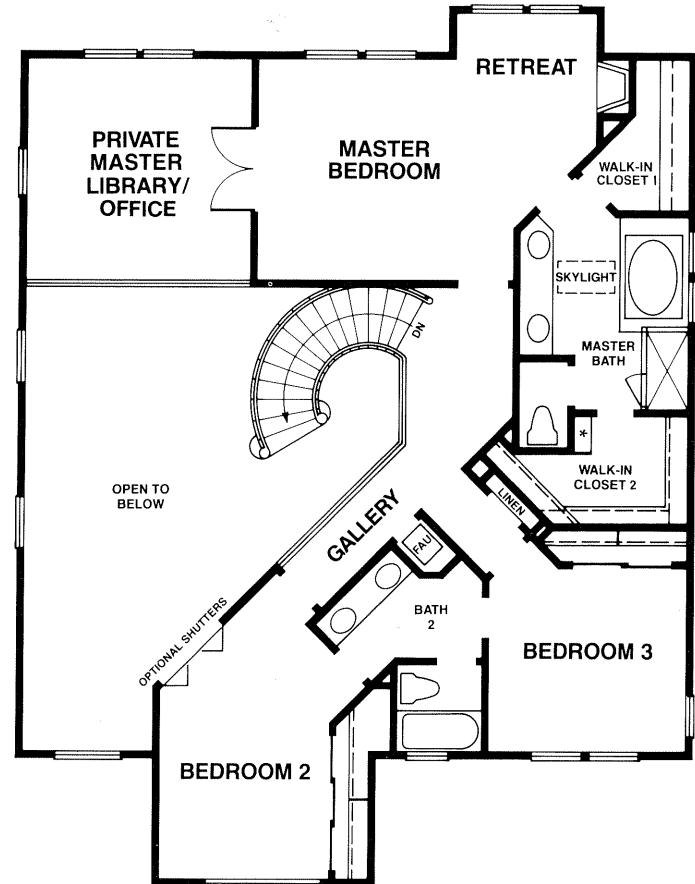 RETREAT
PRIVATE
MASTER
LIBRARY/
OFFICE
MASTER
BEDROOM
WALK-IN
CLOSET 1
SKYLIGHT
DN
MASTER
BATH
*
WALK-IN
CLOSET 2
OPEN TO
BELOW
LINEN
GALLERY
FAU
OPTIONAL SHUTTERS
BATH
2
BEDROOM 3
BEDROOM 2